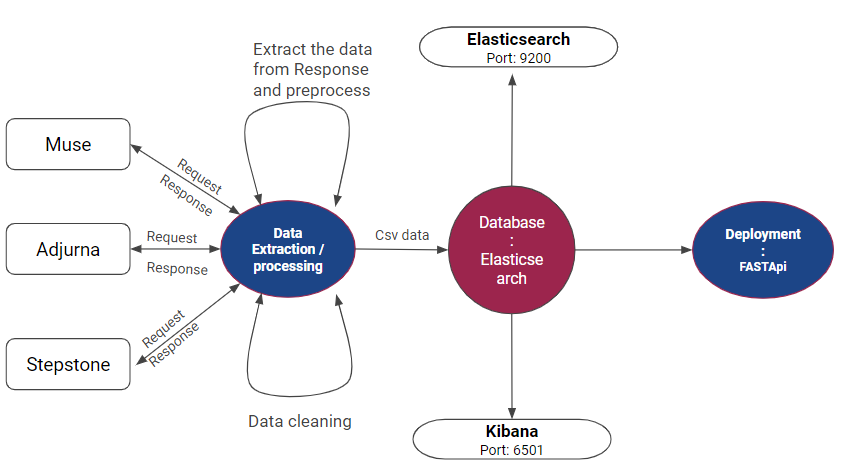 Elasticsearch
Port: 9200
Extract the data
from Response
and preprocess
Muse
Request
Response
Adjurna
Request
Response
Data
Extraction /
processing
Csv data
Database
:
Elasticse
arch
Deployment
:
FASTApi
Stepstone
Request
Response
Data cleaning
Kibana
Port: 6501